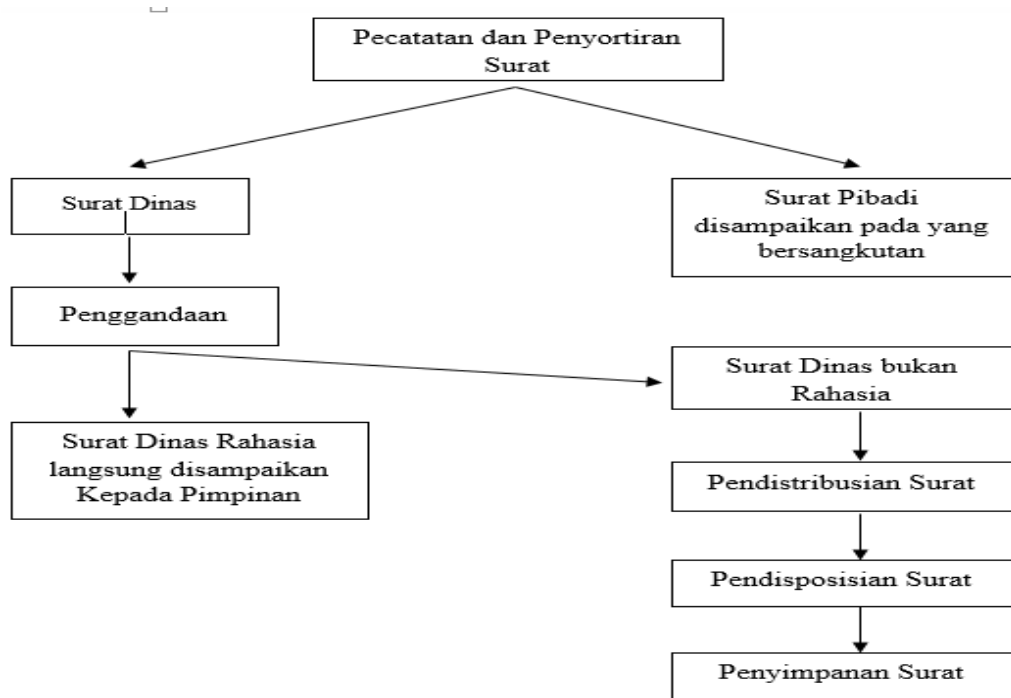 Pecatatan dan Penyortiran
Surat
Surat Dinas
Surat Pibadi
disampaikan pada yang
bersangkutan
Penggandaan
Surat Dinas bukan
Rahasia
Surat Dinas Rahasia
langsung disampaikan
Kepada Pimpinan
Pendistribusian Surat
Pendisposisian Surat
Penyimpanan Surat